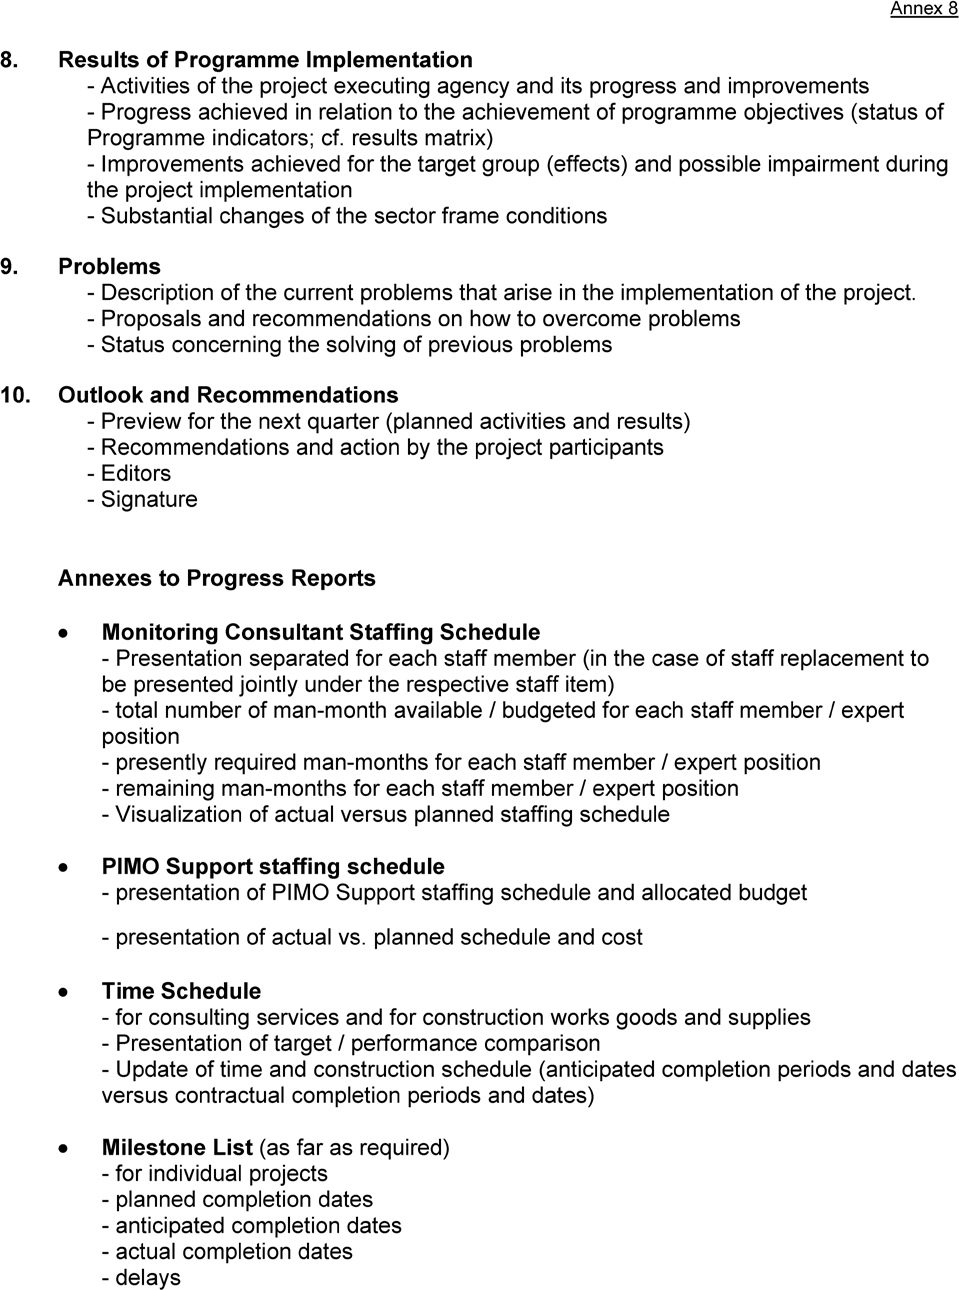 Annex 8
8. Results of Programme Implementation
- Activities of the project executing agency and its progress and improvements
- Progress achieved in relation to the achievement of programme objectives (status of
Programme indicators; cf. results matrix)
- Improvements achieved for the target group (effects) and possible impairment during
the project implementation
- Substantial changes of the sector frame conditions
9. Problems
- Description of the current problems that arise in the implementation of the project.
- Proposals and recommendations on how to overcome problems
- Status concerning the solving of previous problems
10. Outlook and Recommendations
- Preview for the next quarter (planned activities and results)
- Recommendations and action by the project participants
- Editors
- Signature
Annexes to Progress Reports
• Monitoring Consultant Staffing Schedule
- Presentation separated for each staff member (in the case of staff replacement to
be presented jointly under the respective staff item)
- total number of man-month available / budgeted for each staff member / expert
position
- presently required man-months for each staff member / expert position
- remaining man-months for each staff member / expert position
- Visualization of actual versus planned staffing schedule
• PIMO Support staffing schedule
- presentation of PIMO Support staffing schedule and allocated budget
- presentation of actual vs. planned schedule and cost
• Time Schedule
- for consulting services and for construction works goods and supplies
- Presentation of target / performance comparison
- Update of time and construction schedule (anticipated completion periods and dates
versus contractual completion periods and dates)
• Milestone List (as far as required)
- for individual projects
- planned completion dates
- anticipated completion dates
- actual completion dates
- delays